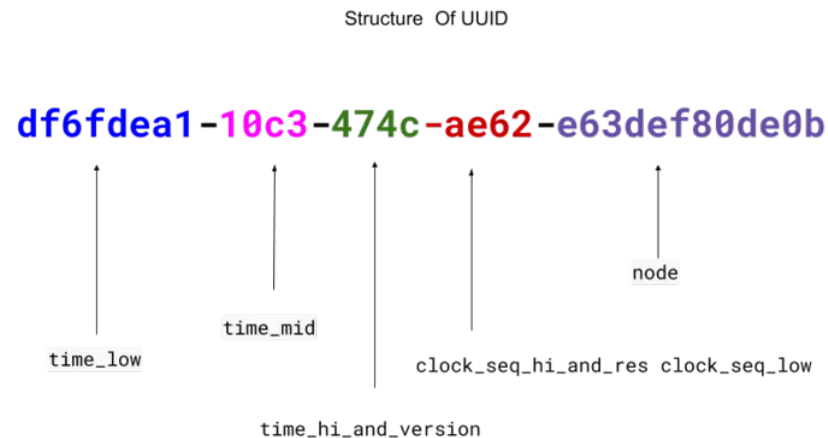 Structure Of UUID
df6fdea1-10c3-474c-ae62-e63def80de0b
node
time_mid
time_low
clock_seq_hi_and_res clock_seq_low
time_hi_and_version